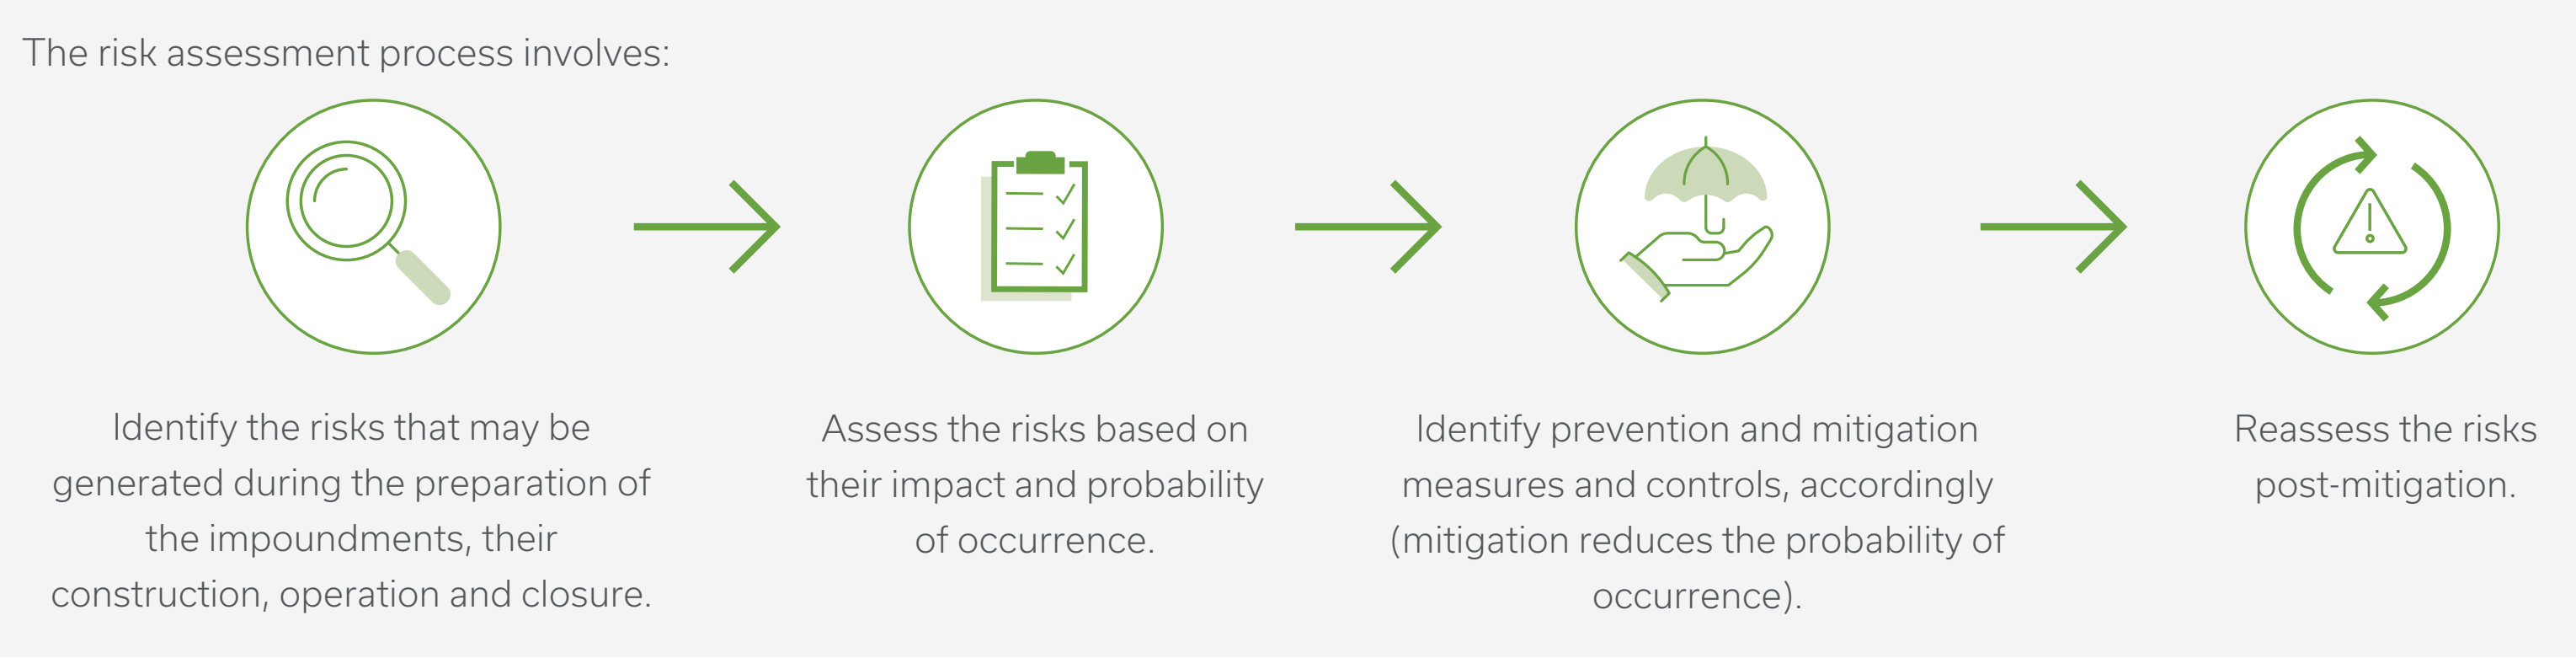 The risk assessment process involves:
Identify the risks that may be
generated during the preparation of
the impoundments, their
construction, operation and closure.
Assess the risks based on
their impact and probability
of occurrence.
Identify prevention and mitigation
measures and controls, accordingly
(mitigation reduces the probability of
occurrence).
Reassess the risks
post-mitigation.